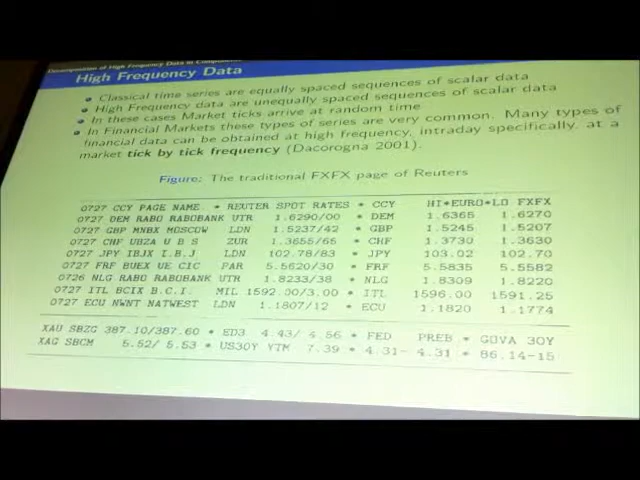 Decomposition of High Frequency Data in Components
High Frequency Data
Classical time series are equally spaced sequences of scalar data
High Frequency data are unequally spaced sequences of scalar data
In these cases Market ticks arrive at random time
In Financial Markets these types of series are very common. Many types of
financial data can be obtained at high frequency, intraday specifically, at a
market tick by tick frequency (Dacorogna 2001).
Figure: The traditional FXFX page of Reuters
0727 CCY PAGE NAME * REUTER SPOT RATES * CCY HI*EURO*LO FXFX
0727 DEM RABO RABOBANK UTR 1.6290/00 * DEM 1.6365 1.6270
0727 GBP MNBX MOSCOW LDN 1.5237/42 * GBP 1.5245 1.5207
0727 CHF UBZA U B S ZUR 1.3655/65 * CHF 1.3730 1.3630
0727 JPY IBJX I.B.J LDN 102.78/83 * JPY 103.02 102.70
0727 FRF BUEX UE CIC PAR 5.5620/30 * FRF 5.5835 5.5582
0726 NLG RABO RABOBANK UTR 1.8233/38 * NLG 1.8309 1.8220
0727 ITL BCIX B.C.I. MIL 1592.00/3.00 * ITL 1596.00 1591.25
0727 ECU NWNT NATWEST LDN 1.1807/12 * ECU 1.1820 1.1774
XAU SBZG 387.10/387.60 * ED3 4.43/ 4.56 * FED PREB * GOVA 30Y
XAG SBCM 5.52/ 5.53 * US30Y YTM 7.39 * 4.31- 4.31 * 86.14-15